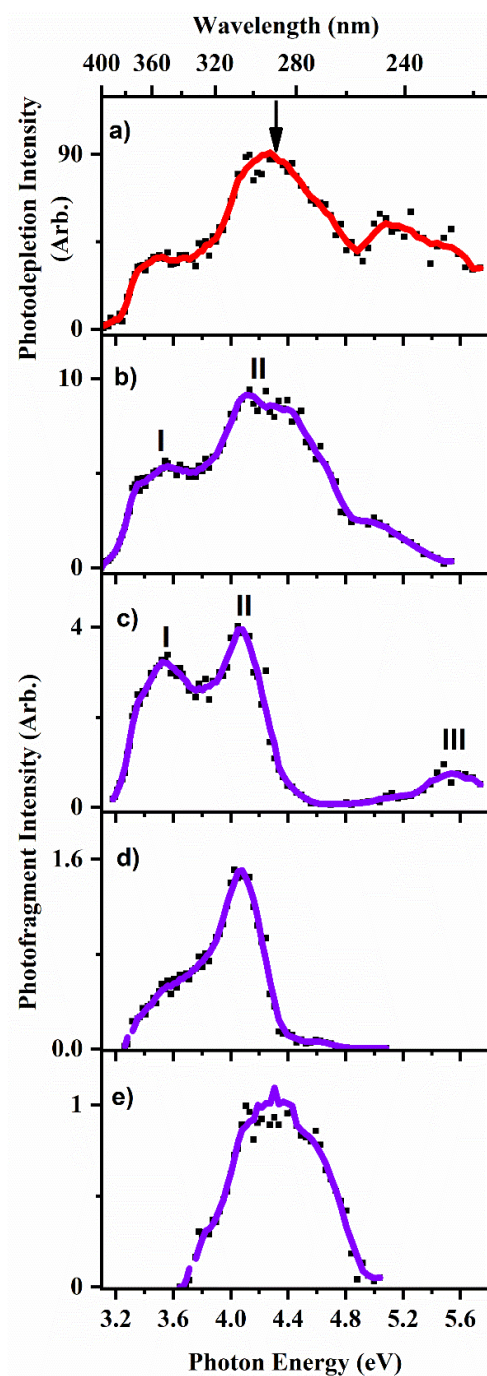 Wavelength (nm)
400 360 320 280 240
Photodepletion Intensity
(Arb.)
a)
90
0
b)
10
0
I
II
Photofragment Intensity (Arb.)
c)
4
0
I
II
III
d)
1.6
0.0
e)
1
0
3.2 3.6 4.0 4.4 4.8 5.2 5.6
Photon Energy (eV)